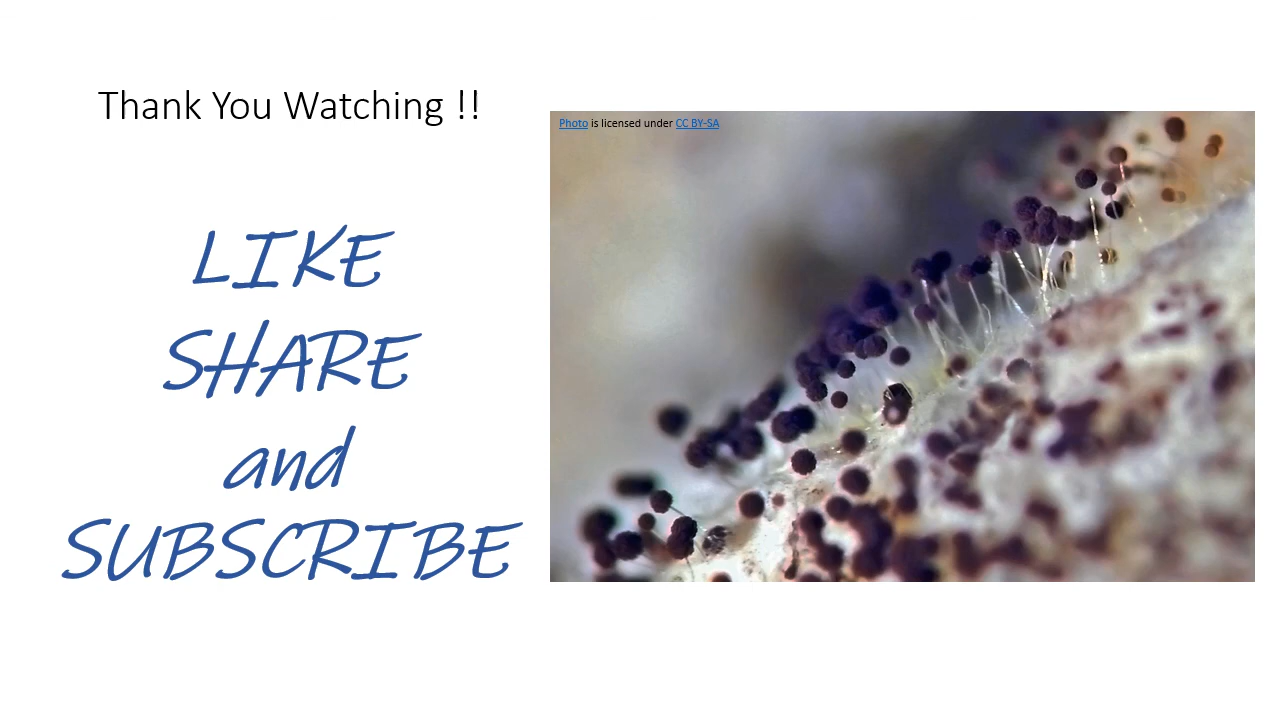 Thank You Watching !!
LIKE
SHARE
and
SUBSCRIBE
Photo is licensed under CC BY-SA